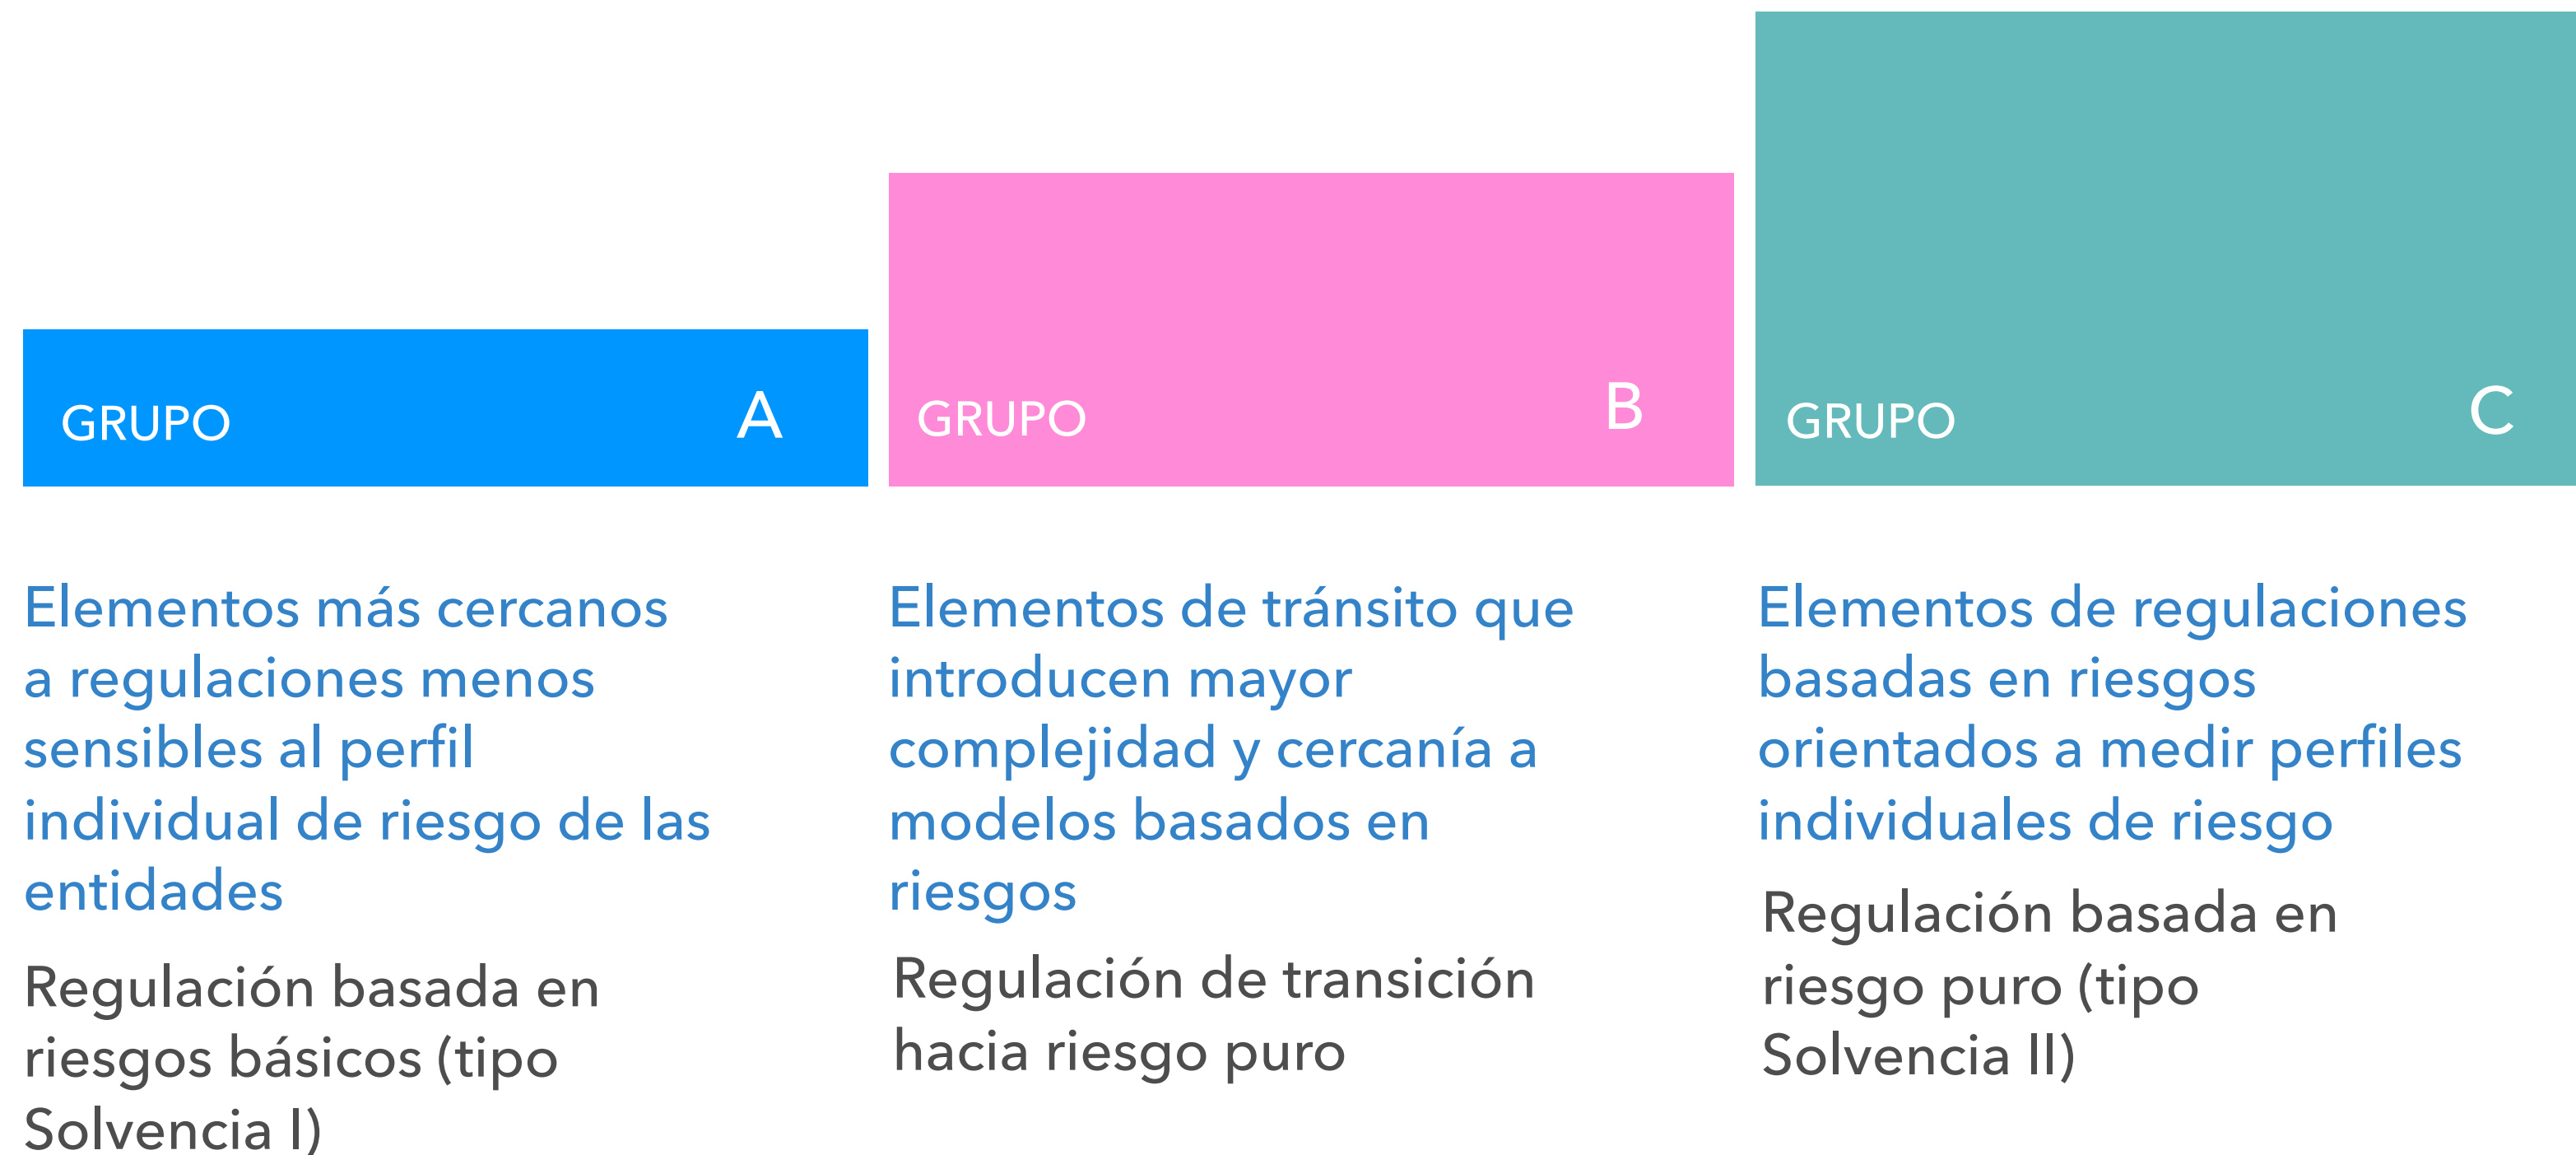 GRUPO A
Elementos más cercanos
a regulaciones menos
sensibles al perfil
individual de riesgo de las
entidades
Regulación basada en
riesgos básicos (tipo
Solvencia I)
GRUPO B
Elementos de tránsito que
introducen mayor
complejidad y cercanía a
modelos basados en
riesgos
Regulación de transición
hacia riesgo puro
GRUPO C
Elementos de regulaciones
basadas en riesgos
orientados a medir perfiles
individuales de riesgo
Regulación basada en
riesgo puro (tipo
Solvencia II)